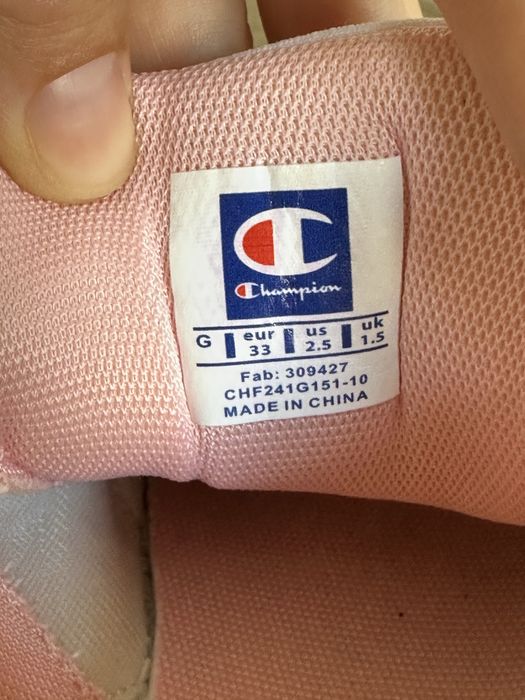 Champion
G eur 33 us 2.5 uk 1.5
Fab: 309427
CHF241G151-10
MADE IN CHINA